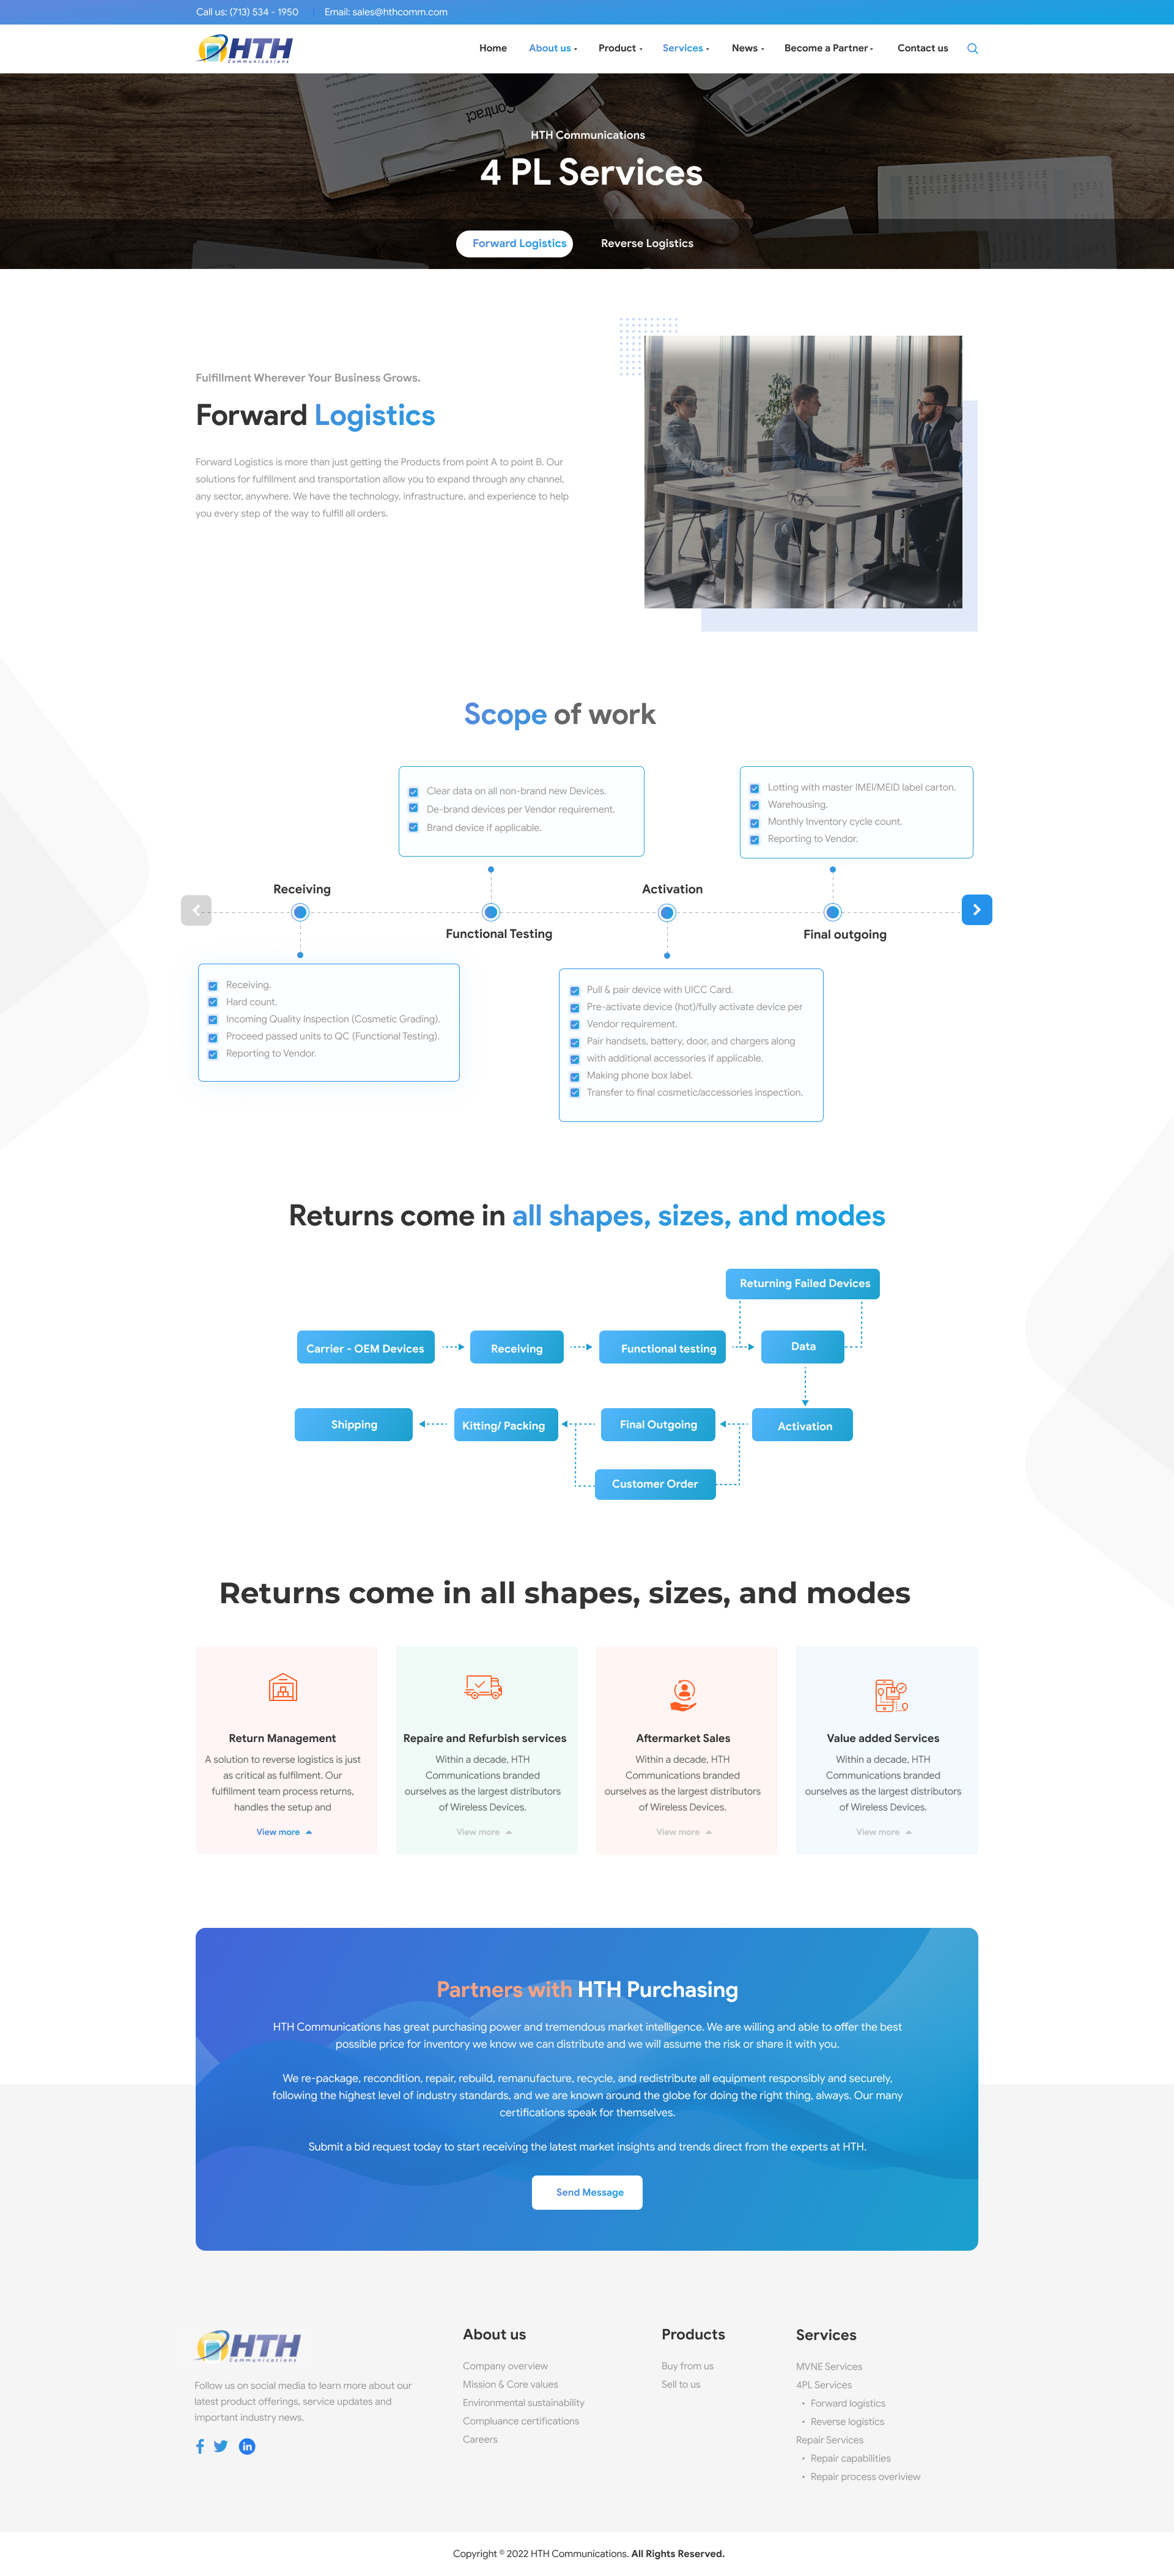 Call us: (713) 534 - 1950 | Email: sales@hthcomm.com
HTH
Communications
Home About us Product Services News Become a Partner Contact us
Contract
HTH Communications
4 PL Services
Forward Logistics Reverse Logistics
Fulfillment Wherever Your Business Grows.
Forward Logistics
Forward Logistics is more than just getting the Products from point A to point B. Our
solutions for fulfillment and transportation allow you to expand through any channel,
any sector, anywhere. We have the technology, infrastructure, and experience to help
you every step of the way to fulfill all orders.
Scope of work
Clear data on all non-brand new Devices.
De-brand devices per Vendor requirement.
Brand device if applicable.
Lotting with master IMEI/MEID label carton.
Warehousing.
Monthly Inventory cycle count.
Reporting to Vendor.
Receiving
Activation
Functional Testing
Final outgoing
Receiving.
Hard count.
Incoming Quality Inspection (Cosmetic Grading).
Proceed passed units to QC (Functional Testing).
Reporting to Vendor.
Pull & pair device with UICC Card.
Pre-activate device (hot)/fully activate device per
Vendor requirement.
Pair handsets, battery, door, and chargers along
with additional accessories if applicable.
Making phone box label.
Transfer to final cosmetic/accessories inspection.
Returns come in all shapes, sizes, and modes
Returning Failed Devices
Carrier - OEM Devices
Receiving
Functional testing
Data
Shipping
Kitting/ Packing
Final Outgoing
Activation
Customer Order
Returns come in all shapes, sizes, and modes
Return Management
A solution to reverse logistics is just
as critical as fulfilment. Our
fulfillment team process returns,
handles the setup and
View more
Repaire and Refurbish services
Within a decade, HTH
Communications branded
ourselves as the largest distributors
of Wireless Devices.
View more
Aftermarket Sales
Within a decade, HTH
Communications branded
ourselves as the largest distributors
of Wireless Devices.
View more
Value added Services
Within a decade, HTH
Communications branded
ourselves as the largest distributors
of Wireless Devices.
View more
Partners with HTH Purchasing
HTH Communications has great purchasing power and tremendous market intelligence. We are willing and able to offer the best
possible price for inventory we know we can distribute and we will assume the risk or share it with you.
We re-package, recondition, repair, rebuild, remanufacture, recycle, and redistribute all equipment responsibly and securely,
following the highest level of industry standards, and we are known around the globe for doing the right thing, always. Our many
certifications speak for themselves.
Submit a bid request today to start receiving the latest market insights and trends direct from the experts at HTH.
Send Message
HTH
Communications
Follow us on social media to learn more about our
latest product offerings, service updates and
important industry news.
in
About us
Company overview
Mission & Core values
Environmental sustainability
Compluance certifications
Careers
Products
Buy from us
Sell to us
Services
MVNE Services
4PL Services
• Forward logistics
• Reverse logistics
Repair Services
• Repair capabilities
• Repair process overiview
Copyright © 2022 HTH Communications. All Rights Reserved.